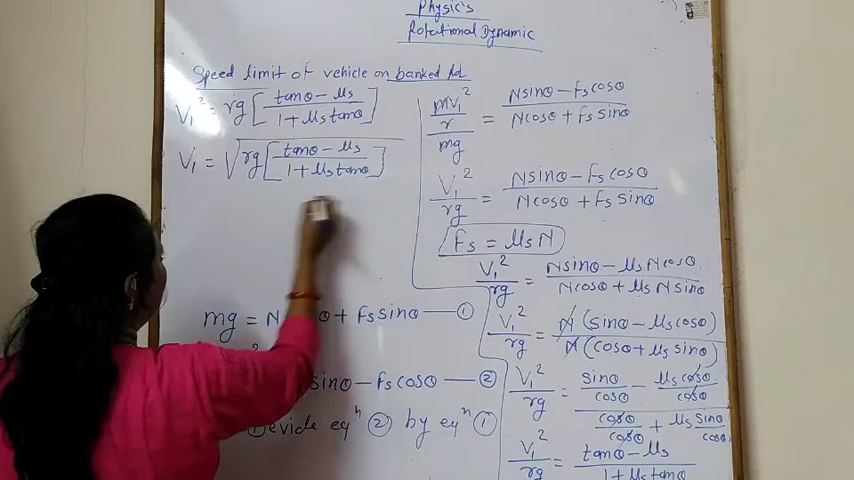 Physic's
Rotational Dynamic
Speed limit of vehicle on banked Rd
V₁² = rg [ (tanθ - μs) / (1 + μs tanθ) ]
V₁ = √( rg [ (tanθ - μs) / (1 + μs tanθ) ] )
mg = N + fs sinθ — ①
sinθ - fs cosθ — ②
Devide eqⁿ ② by eqⁿ ①
(mv₁² / r) / mg = (N sinθ - fs cosθ) / (N cosθ + fs sinθ)
V₁² / rg = (N sinθ - fs cosθ) / (N cosθ + fs sinθ)
Fs = μs N
V₁² / rg = (N sinθ - μs N cosθ) / (N cosθ + μs N sinθ)
V₁² / rg = N (sinθ - μs cosθ) / N (cosθ + μs sinθ)
V₁² / rg = (sinθ / cosθ - μs cosθ / cosθ) / (cosθ / cosθ + μs sinθ / cosθ)
V₁² / rg = (tanθ - μs) / (1 + μs tanθ)